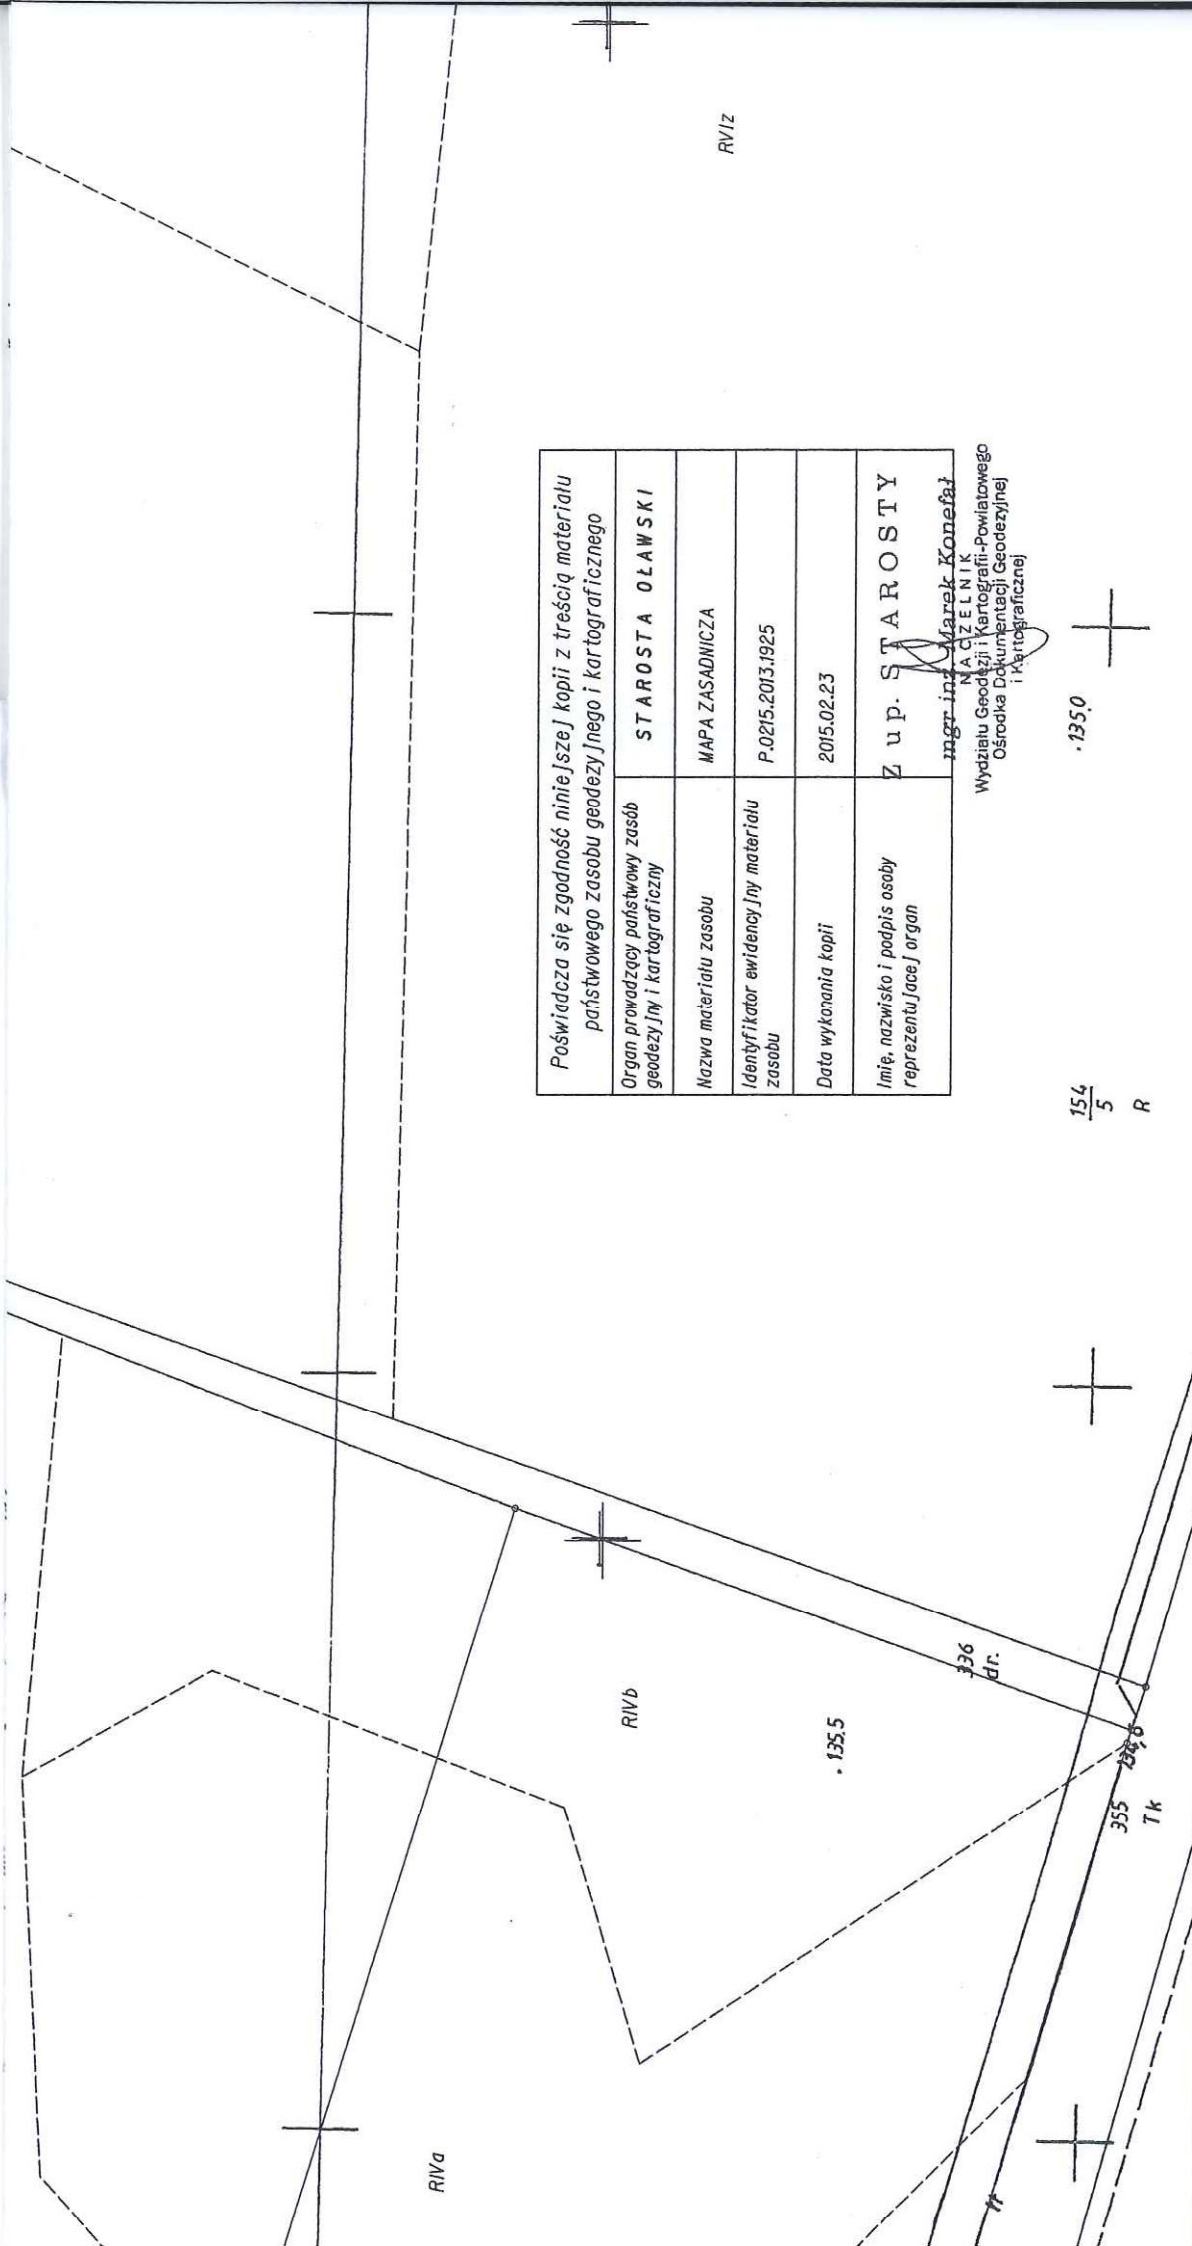 RVIz
Poświadcza się zgodność niniejszej kopii z treścią materiału
państwowego zasobu geodezyjnego i kartograficznego
Organ prowadzący państwowy zasób
geodezyjny i kartograficzny
STAROSTA OŁAWSKI
Nazwa materiału zasobu
MAPA ZASADNICZA
Identyfikator ewidencyjny materiału
zasobu
P.0215.2013.1925
Data wykonania kopii
2015.02.23
Imię, nazwisko i podpis osoby
reprezentujacej organ
Z up. STAROSTY
mgr inż. Marek Konefał
NACZELNIK
Wydziału Geodezji i Kartografii-Powiatowego
Ośrodka Dokumentacji Geodezyjnej
i Kartograficznej
.135,0
154
5
R
RIVb
.135.5
336
dr.
134,6
355
Tk
RIVa